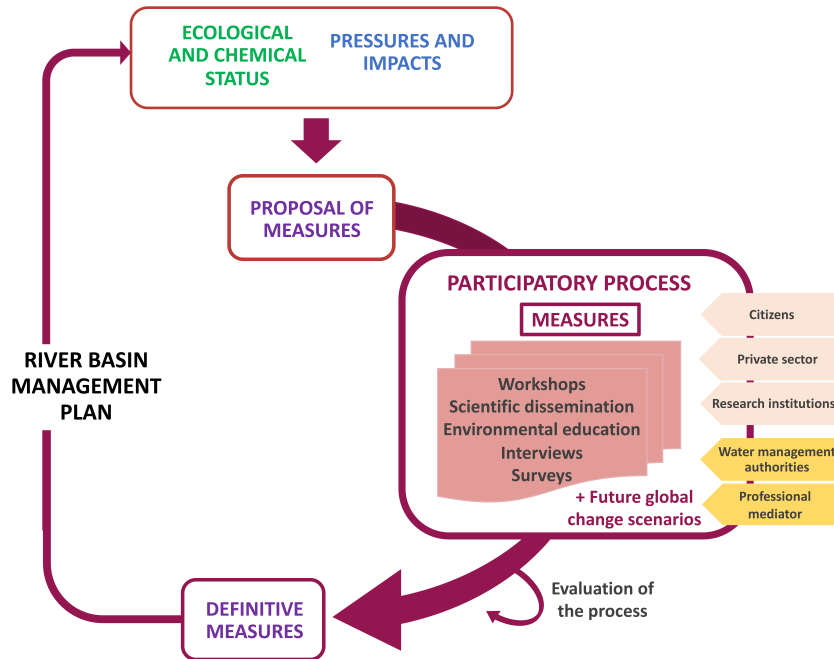 ECOLOGICAL
AND CHEMICAL
STATUS
PRESSURES AND
IMPACTS
PROPOSAL OF
MEASURES
PARTICIPATORY PROCESS
MEASURES
Workshops
Scientific dissemination
Environmental education
Interviews
Surveys
+ Future global
change scenarios
Citizens
Private sector
Research institutions
Water management
authorities
Professional
mediator
RIVER BASIN
MANAGEMENT
PLAN
Evaluation of
the process
DEFINITIVE
MEASURES